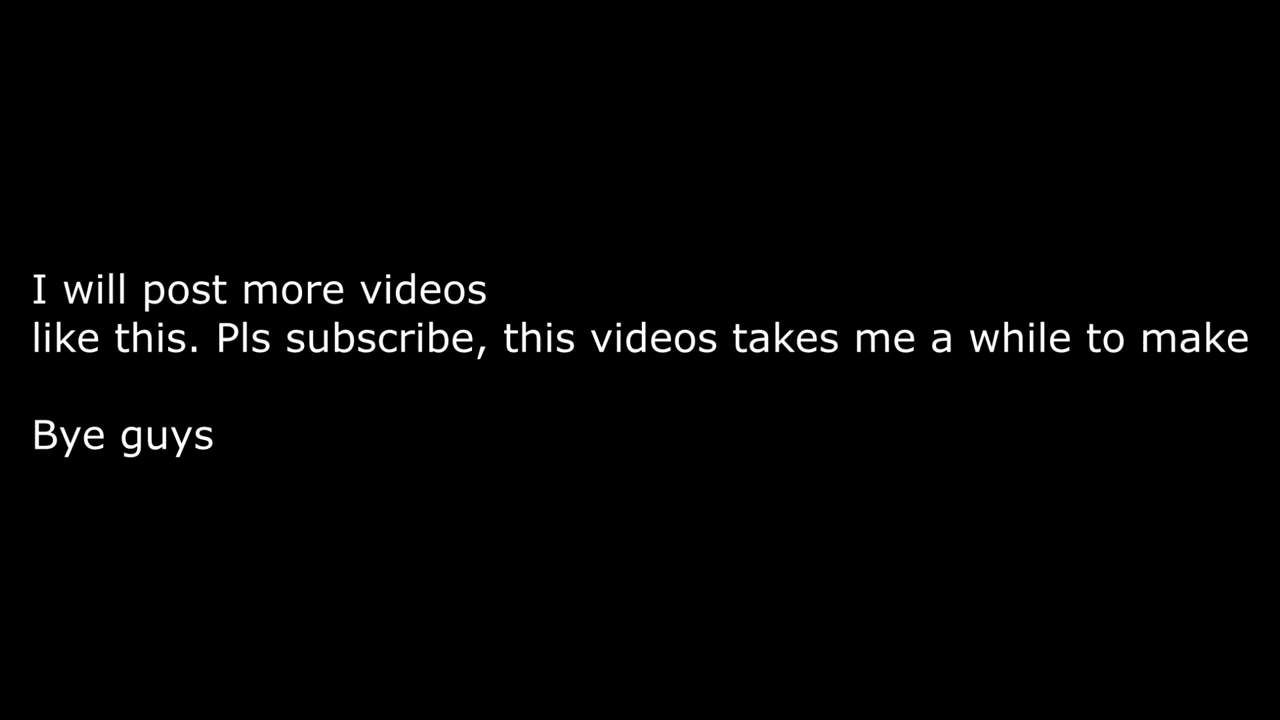 I will post more videos
like this. Pls subscribe, this videos takes me a while to make
Bye guys